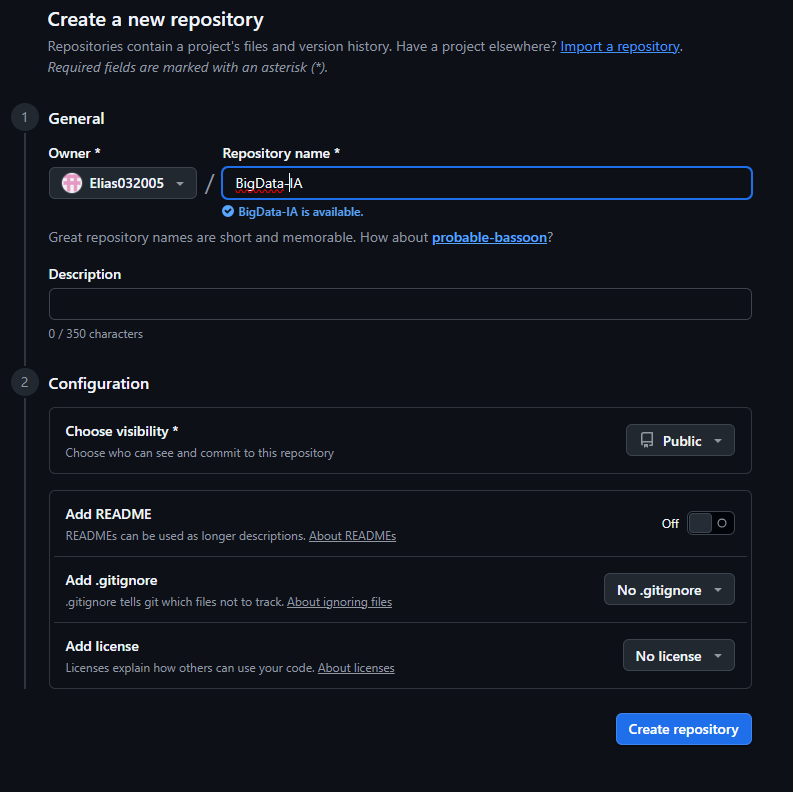 Create a new repository
Repositories contain a project's files and version history. Have a project elsewhere? Import a repository.
Required fields are marked with an asterisk (*).
1 General
Owner * Repository name *
Elias032005 / BigData-IA
BigData-IA is available.
Great repository names are short and memorable. How about probable-bassoon?
Description
0 / 350 characters
2 Configuration
Choose visibility *
Choose who can see and commit to this repository
Public
Add README
READMEs can be used as longer descriptions. About READMEs
Off
Add .gitignore
.gitignore tells git which files not to track. About ignoring files
No .gitignore
Add license
Licenses explain how others can use your code. About licenses
No license
Create repository